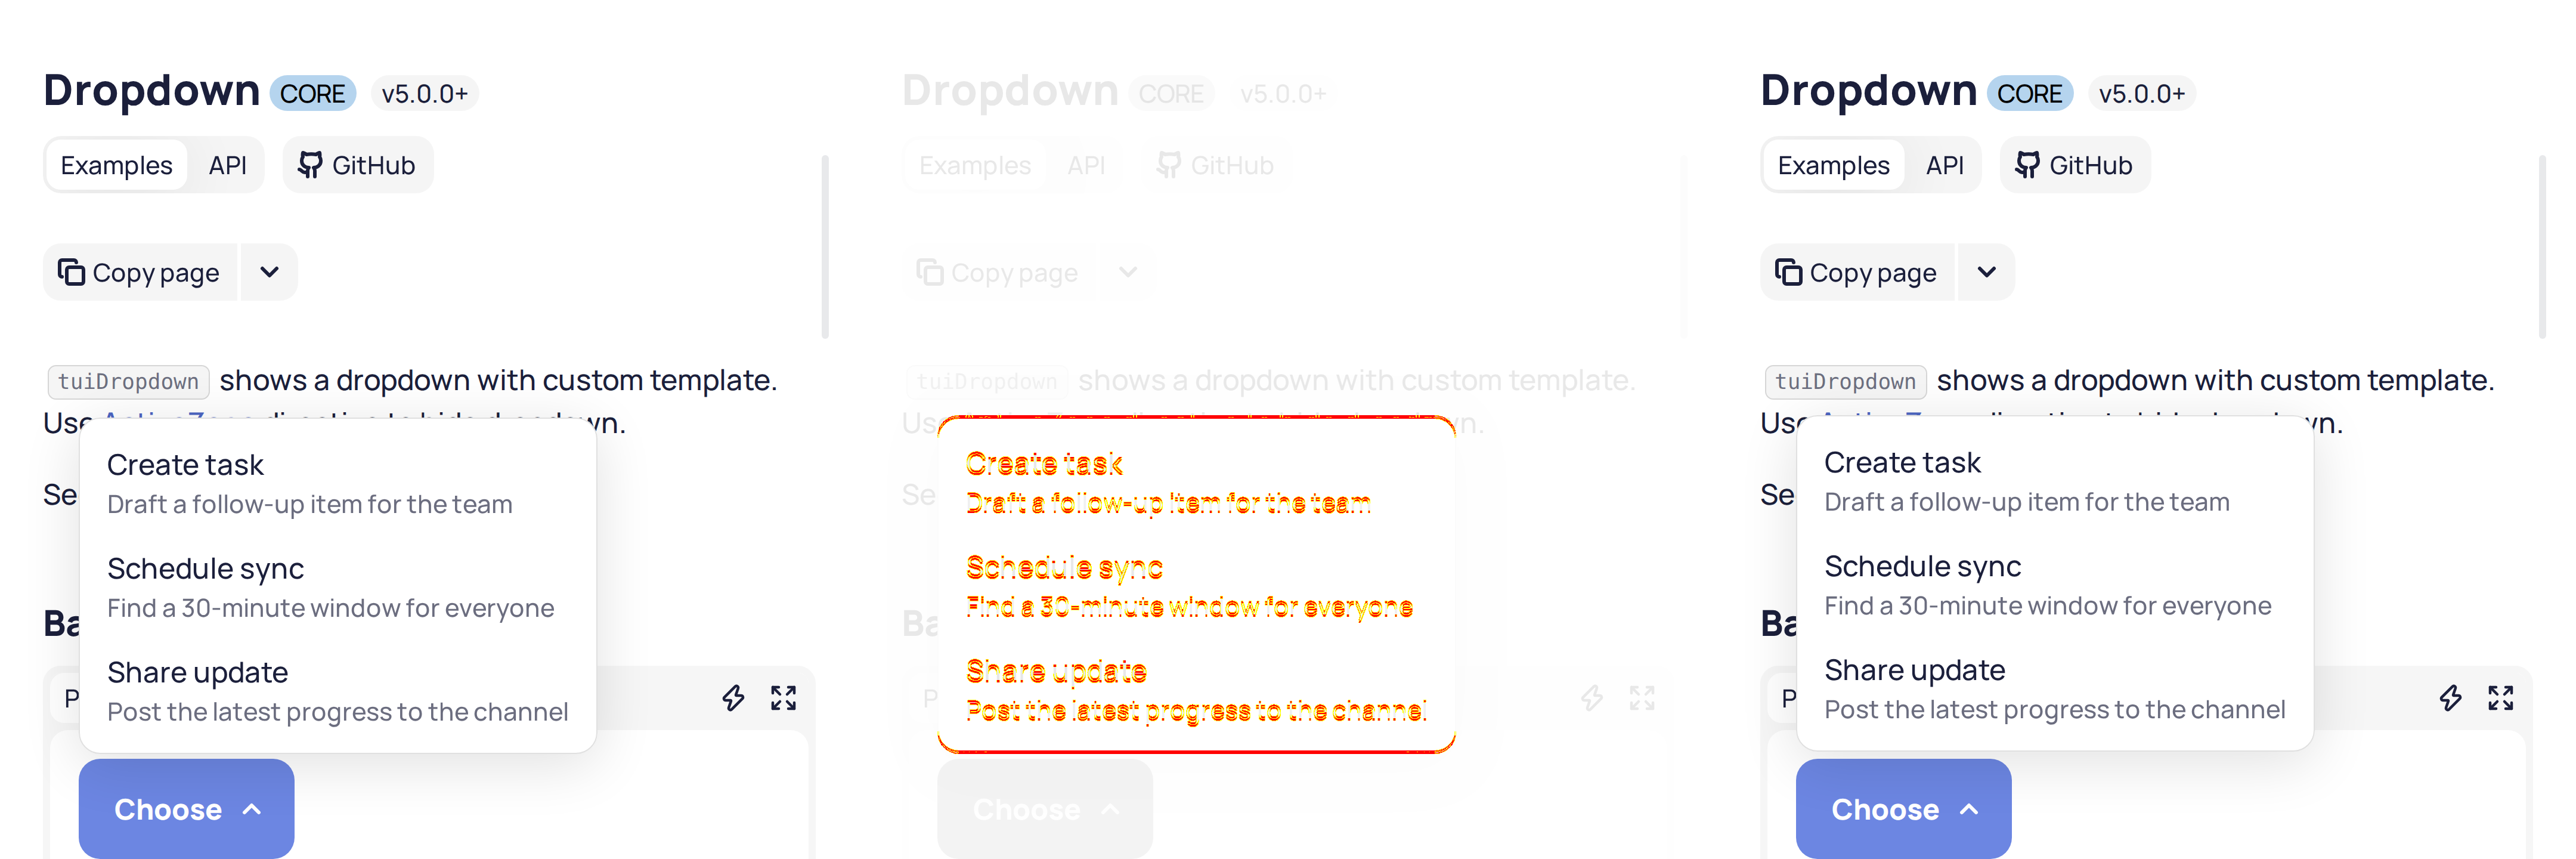 Dropdown CORE v5.0.0+
Examples API GitHub
Copy page
tuiDropdown shows a dropdown with custom template.
Use
n.
Create task
Draft a follow-up item for the team
Schedule sync
Find a 30-minute window for everyone
Share update
Post the latest progress to the channel
Choose
Dropdown CORE v5.0.0+
Examples API GitHub
Copy page
tuiDropdown shows a dropdown with custom template.
n.
Create task
Draft a follow-up item for the team
Schedule sync
Find a 30-minute window for everyone
Share update
Post the latest progress to the channel
Choose
Dropdown CORE v5.0.0+
Examples API GitHub
Copy page
tuiDropdown shows a dropdown with custom template.
Use
n.
Create task
Draft a follow-up item for the team
Schedule sync
Find a 30-minute window for everyone
Share update
Post the latest progress to the channel
Choose